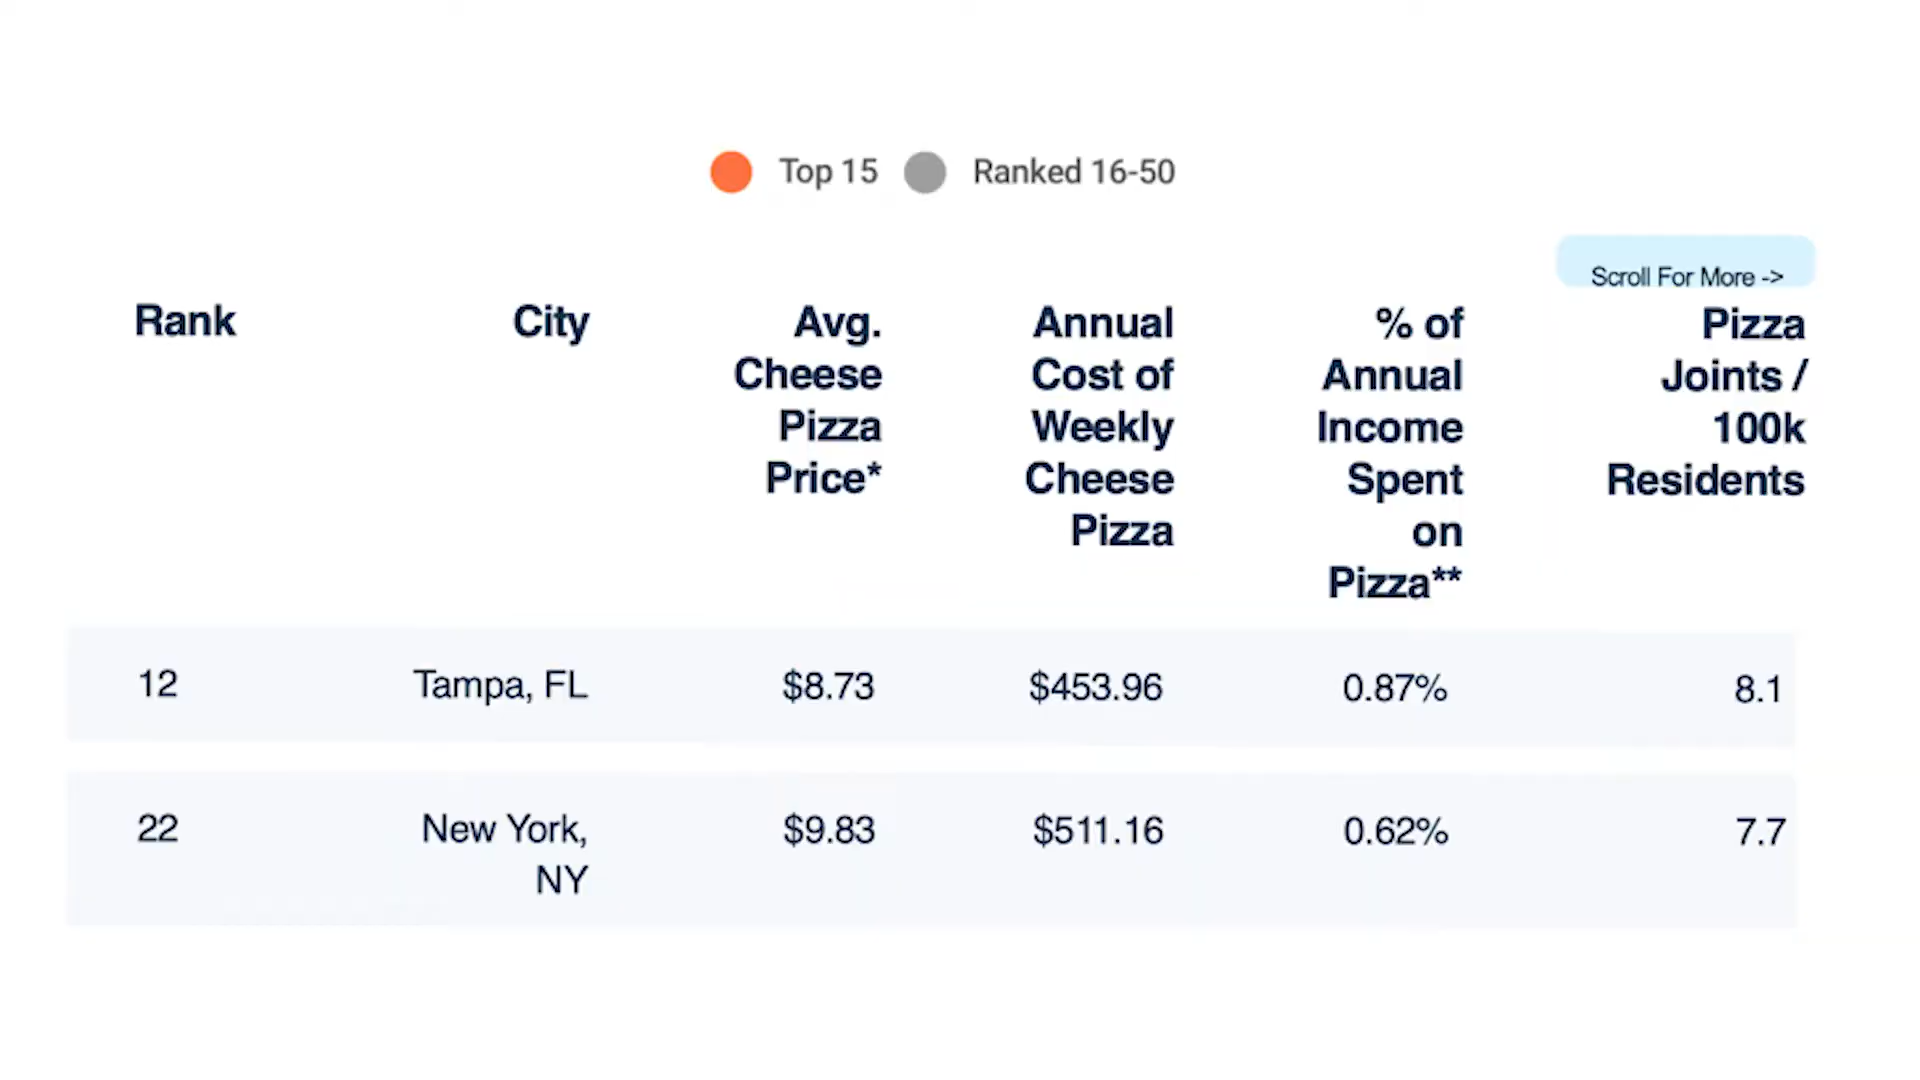 Top 15 Ranked 16-50
Scroll For More ->
Rank City Avg. Cheese Pizza Price* Annual Cost of Weekly Cheese Pizza % of Annual Income Spent on Pizza** Pizza Joints / 100k Residents
12 Tampa, FL $8.73 $453.96 0.87% 8.1
22 New York, NY $9.83 $511.16 0.62% 7.7